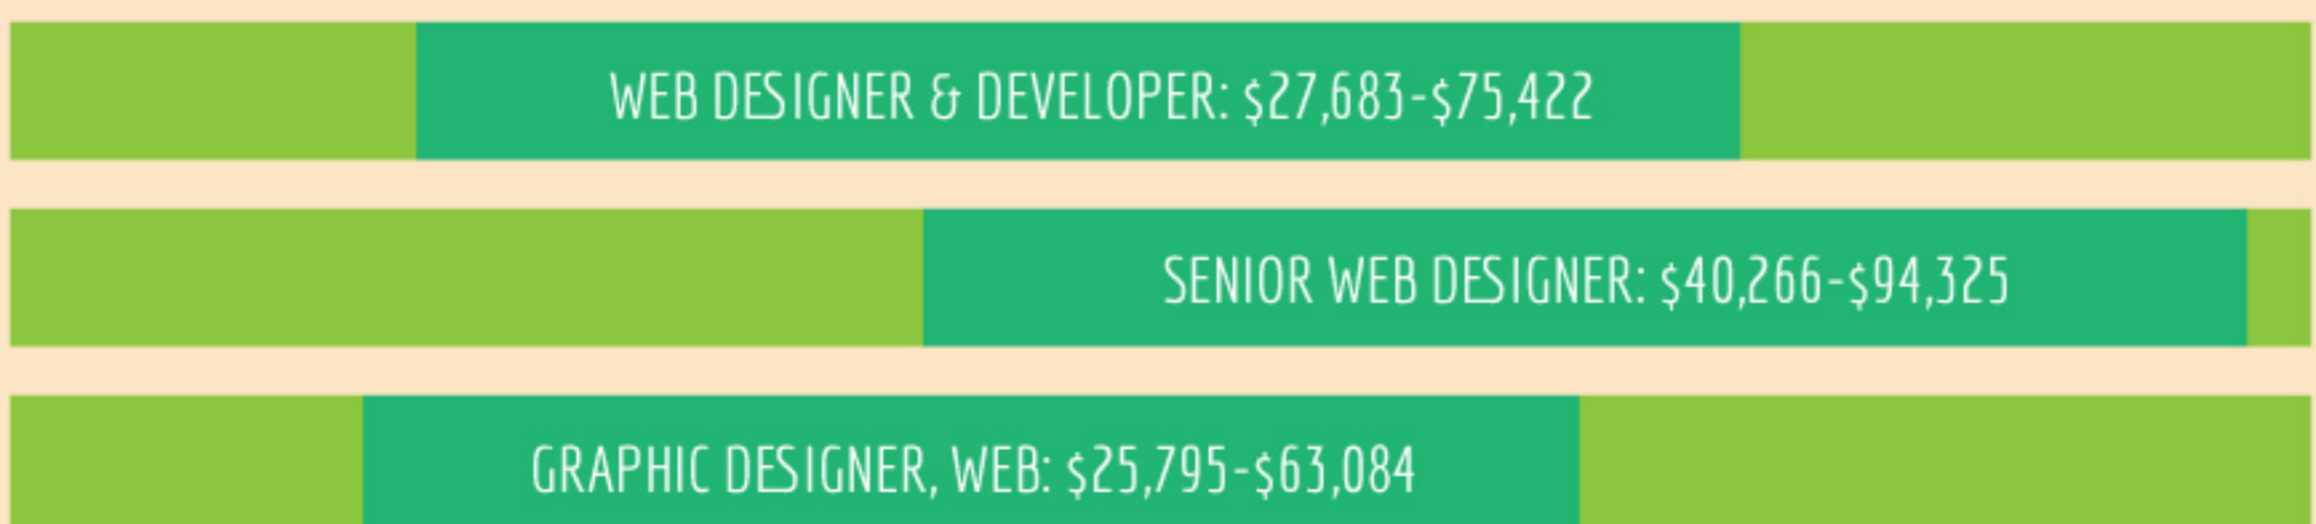 WEB DESIGNER & DEVELOPER: $27,683-$75,422
SENIOR WEB DESIGNER: $40,266-$94,325
GRAPHIC DESIGNER, WEB: $25,795-$63,084